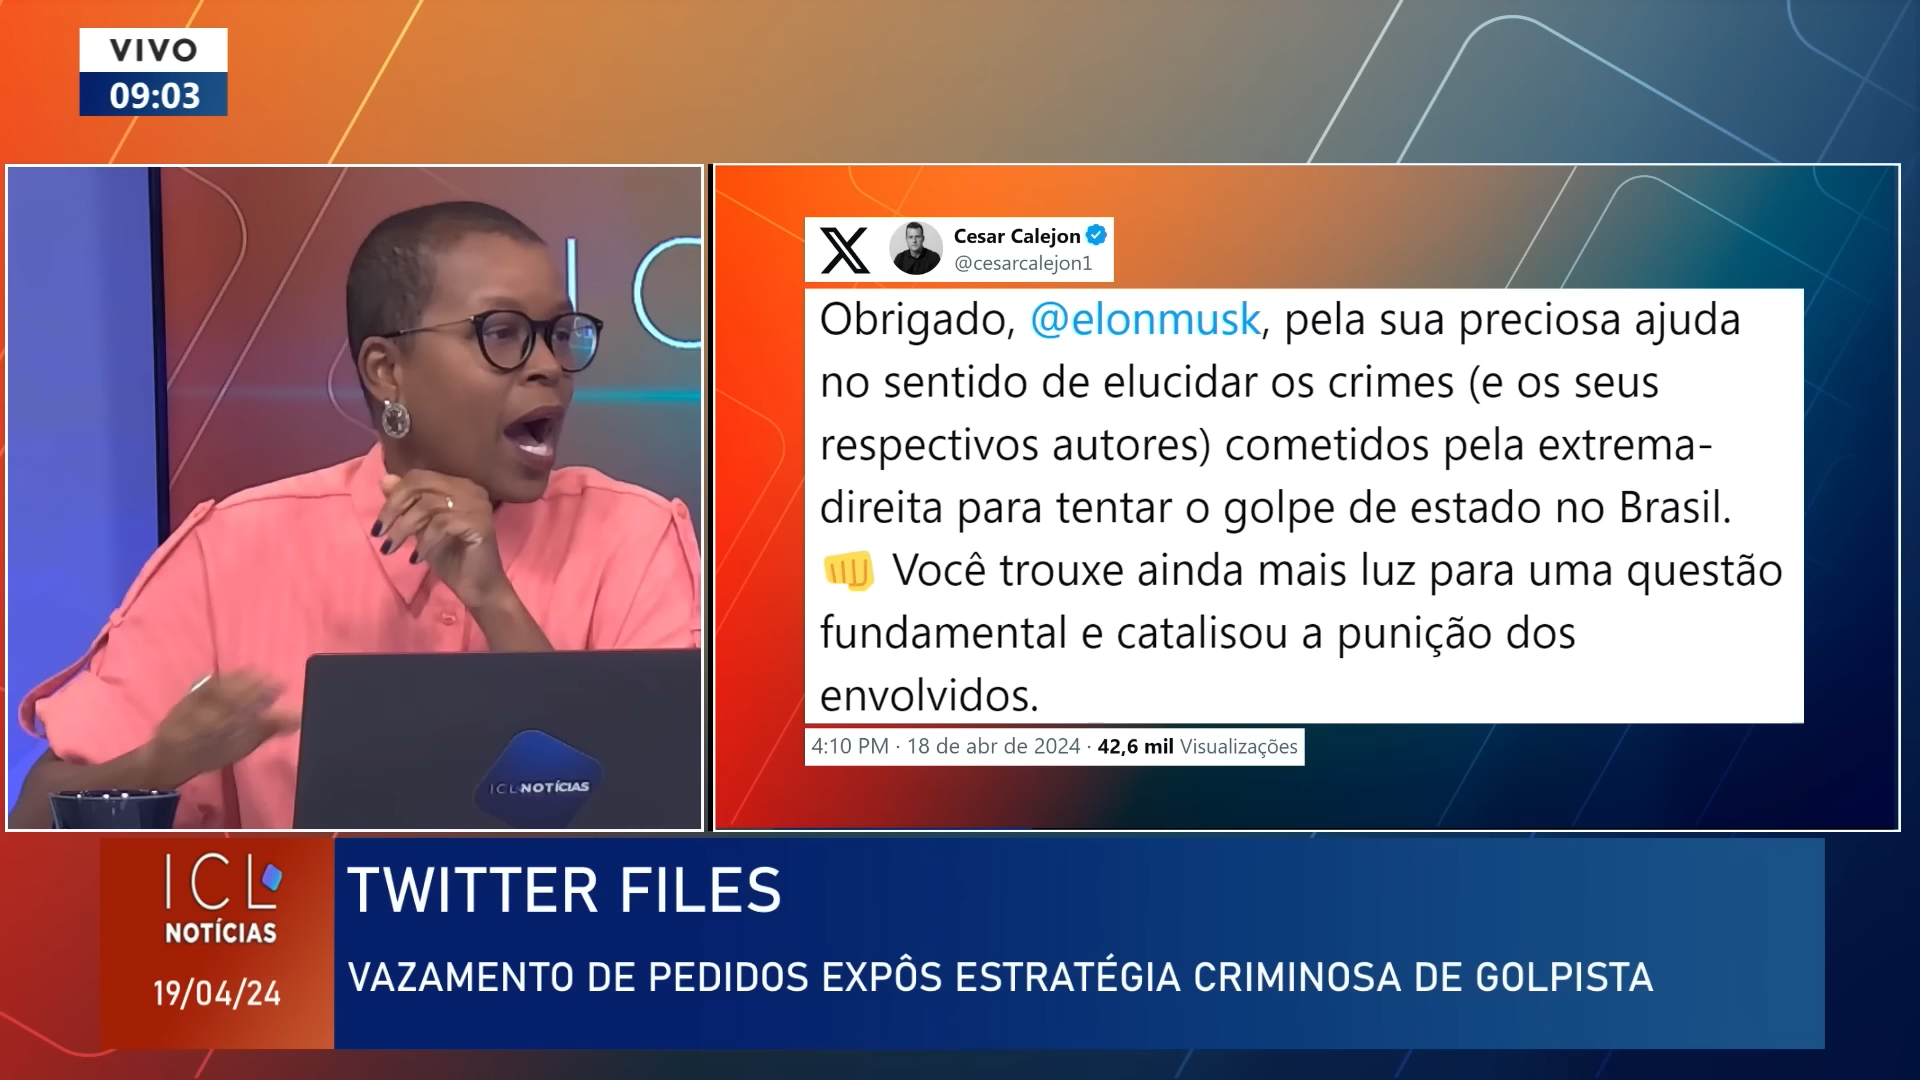 VIVO
09:03
IC
X
Cesar Calejon
@cesarcalejon1
Obrigado, @elonmusk, pela sua preciosa ajuda
no sentido de elucidar os crimes (e os seus
respectivos autores) cometidos pela extrema-
direita para tentar o golpe de estado no Brasil.
👊 Você trouxe ainda mais luz para uma questão
fundamental e catalisou a punição dos
envolvidos.
4:10 PM · 18 de abr de 2024 · 42,6 mil Visualizações
ICL NOTÍCIAS
ICL
NOTÍCIAS
19/04/24
TWITTER FILES
VAZAMENTO DE PEDIDOS EXPÔS ESTRATÉGIA CRIMINOSA DE GOLPISTA